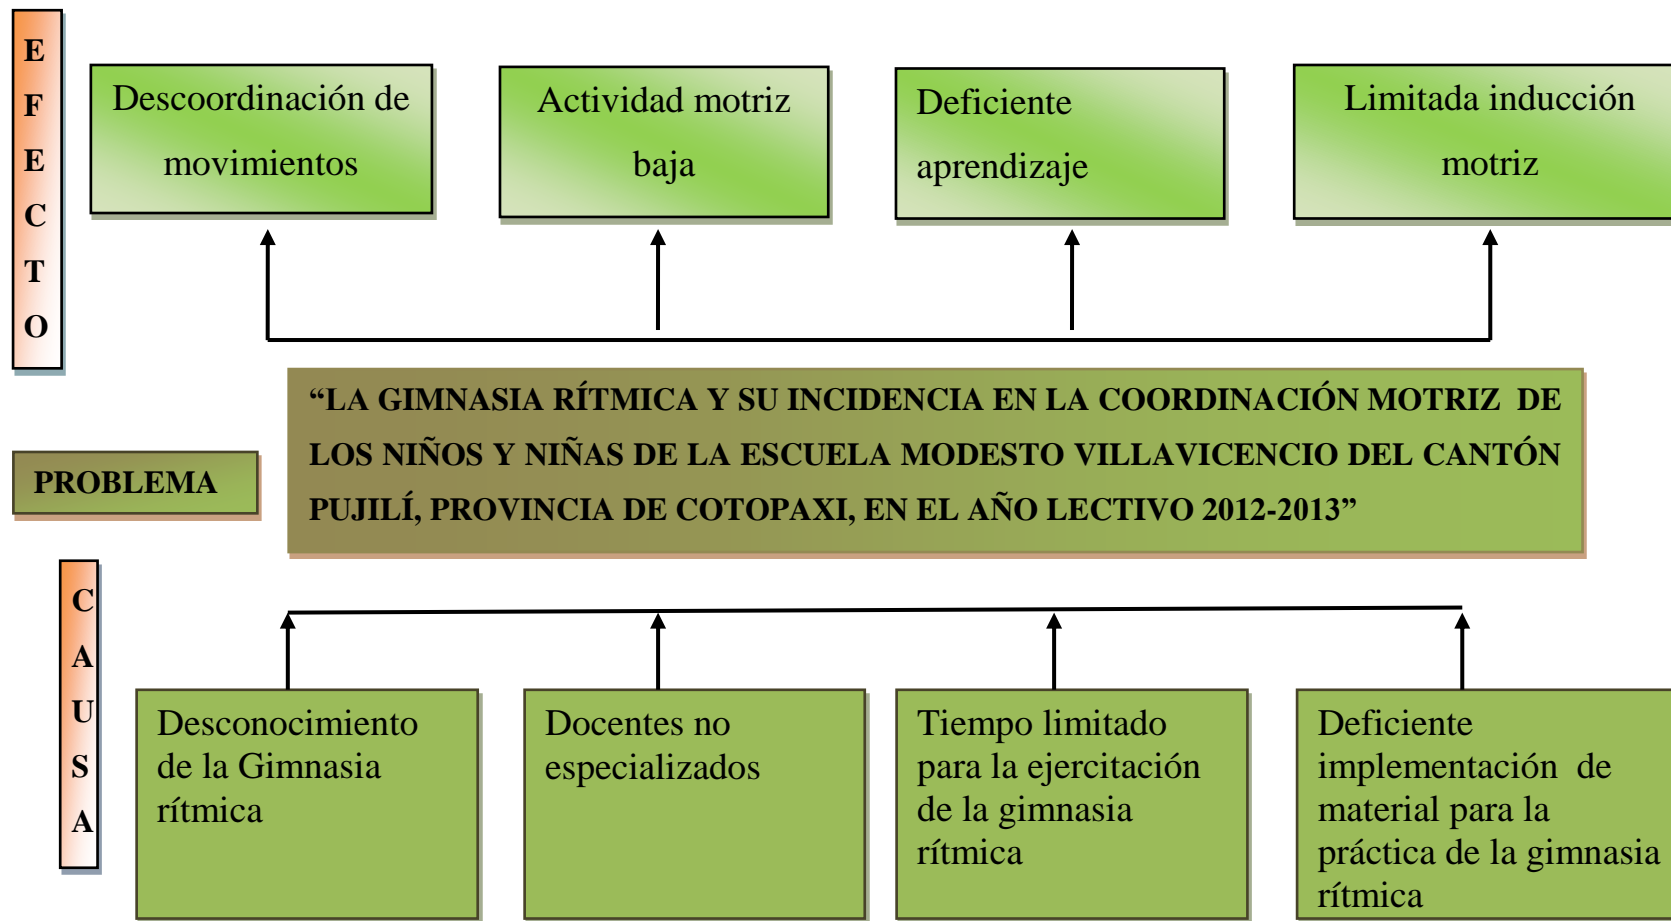 EFECTO
Descoordinación de
movimientos
Actividad motriz
baja
Deficiente
aprendizaje
Limitada inducción
motriz
PROBLEMA
“LA GIMNASIA RÍTMICA Y SU INCIDENCIA EN LA COORDINACIÓN MOTRIZ DE
LOS NIÑOS Y NIÑAS DE LA ESCUELA MODESTO VILLAVICENCIO DEL CANTÓN
PUJILÍ, PROVINCIA DE COTOPAXI, EN EL AÑO LECTIVO 2012-2013”
CAUSA
Desconocimiento
de la Gimnasia
rítmica
Docentes no
especializados
Tiempo limitado
para la ejercitación
de la gimnasia
rítmica
Deficiente
implementación de
material para la
práctica de la gimnasia
rítmica